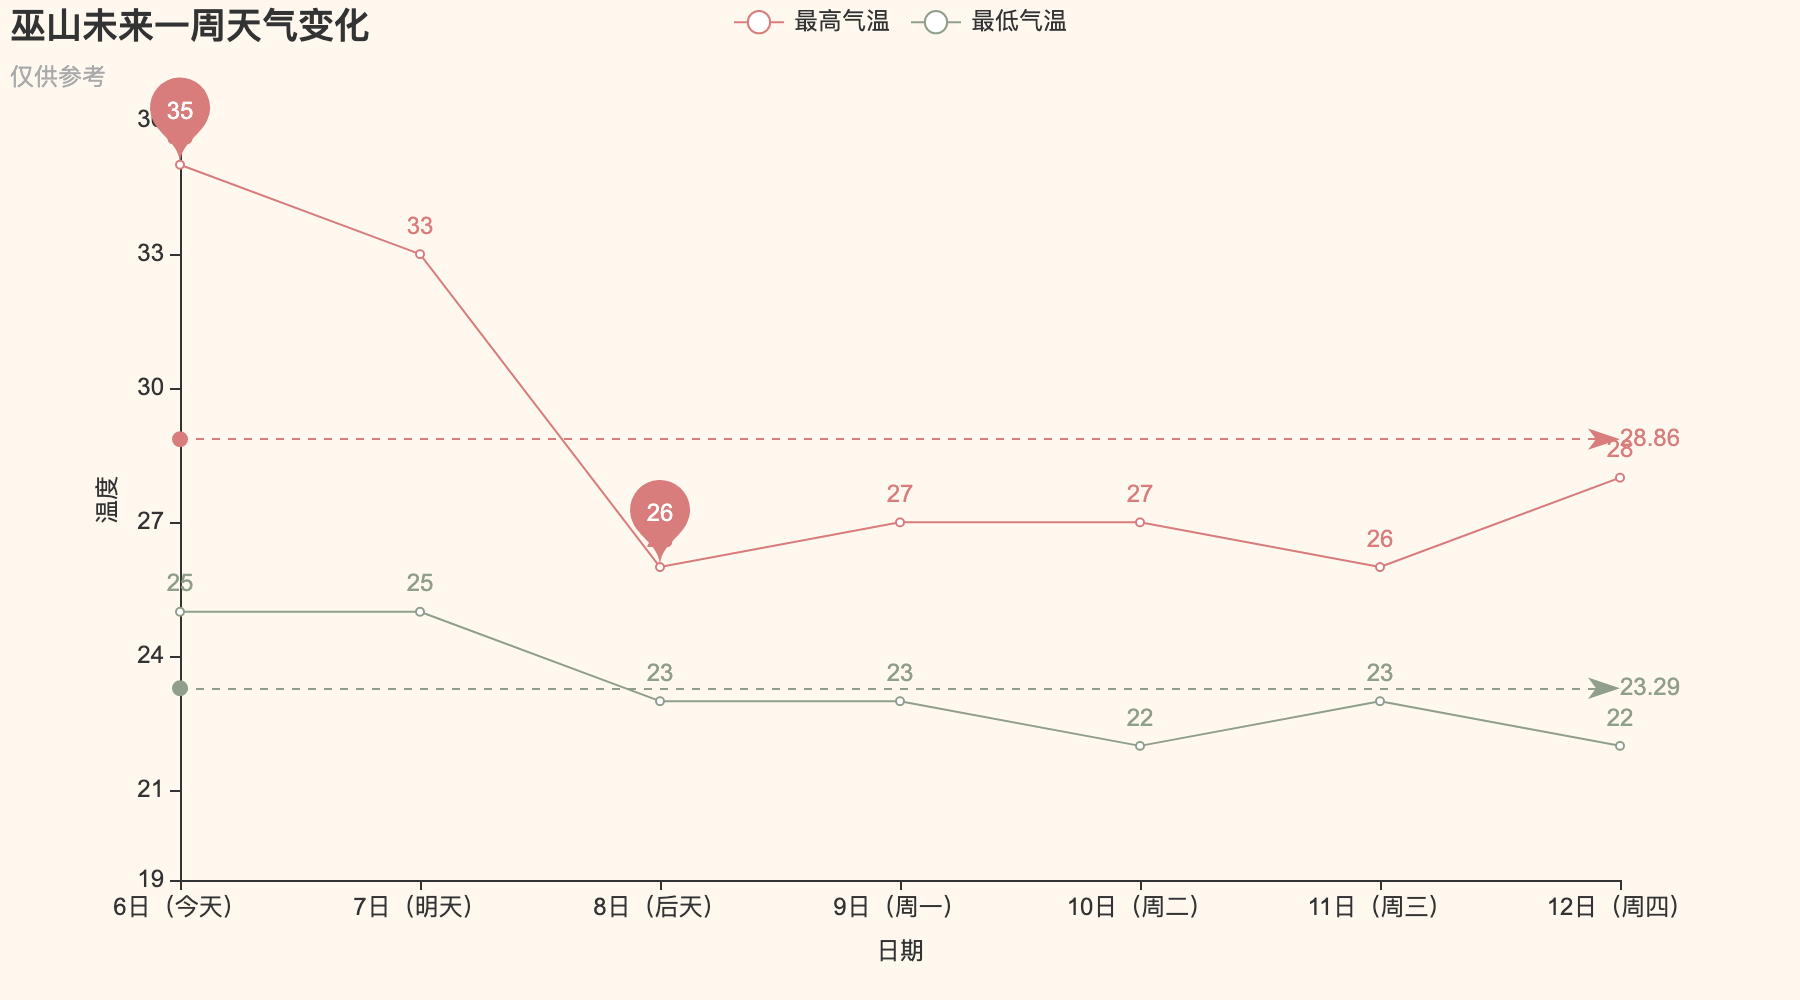 巫山未来一周天气变化
仅供参考
最高气温
最低气温
温度
33
30
27
24
21
19
35
33
26
27
27
26
28
28.86
25
25
23
23
22
23
22
23.29
6日（今天）
7日（明天）
8日（后天）
9日（周一）
10日（周二）
11日（周三）
12日（周四）
日期